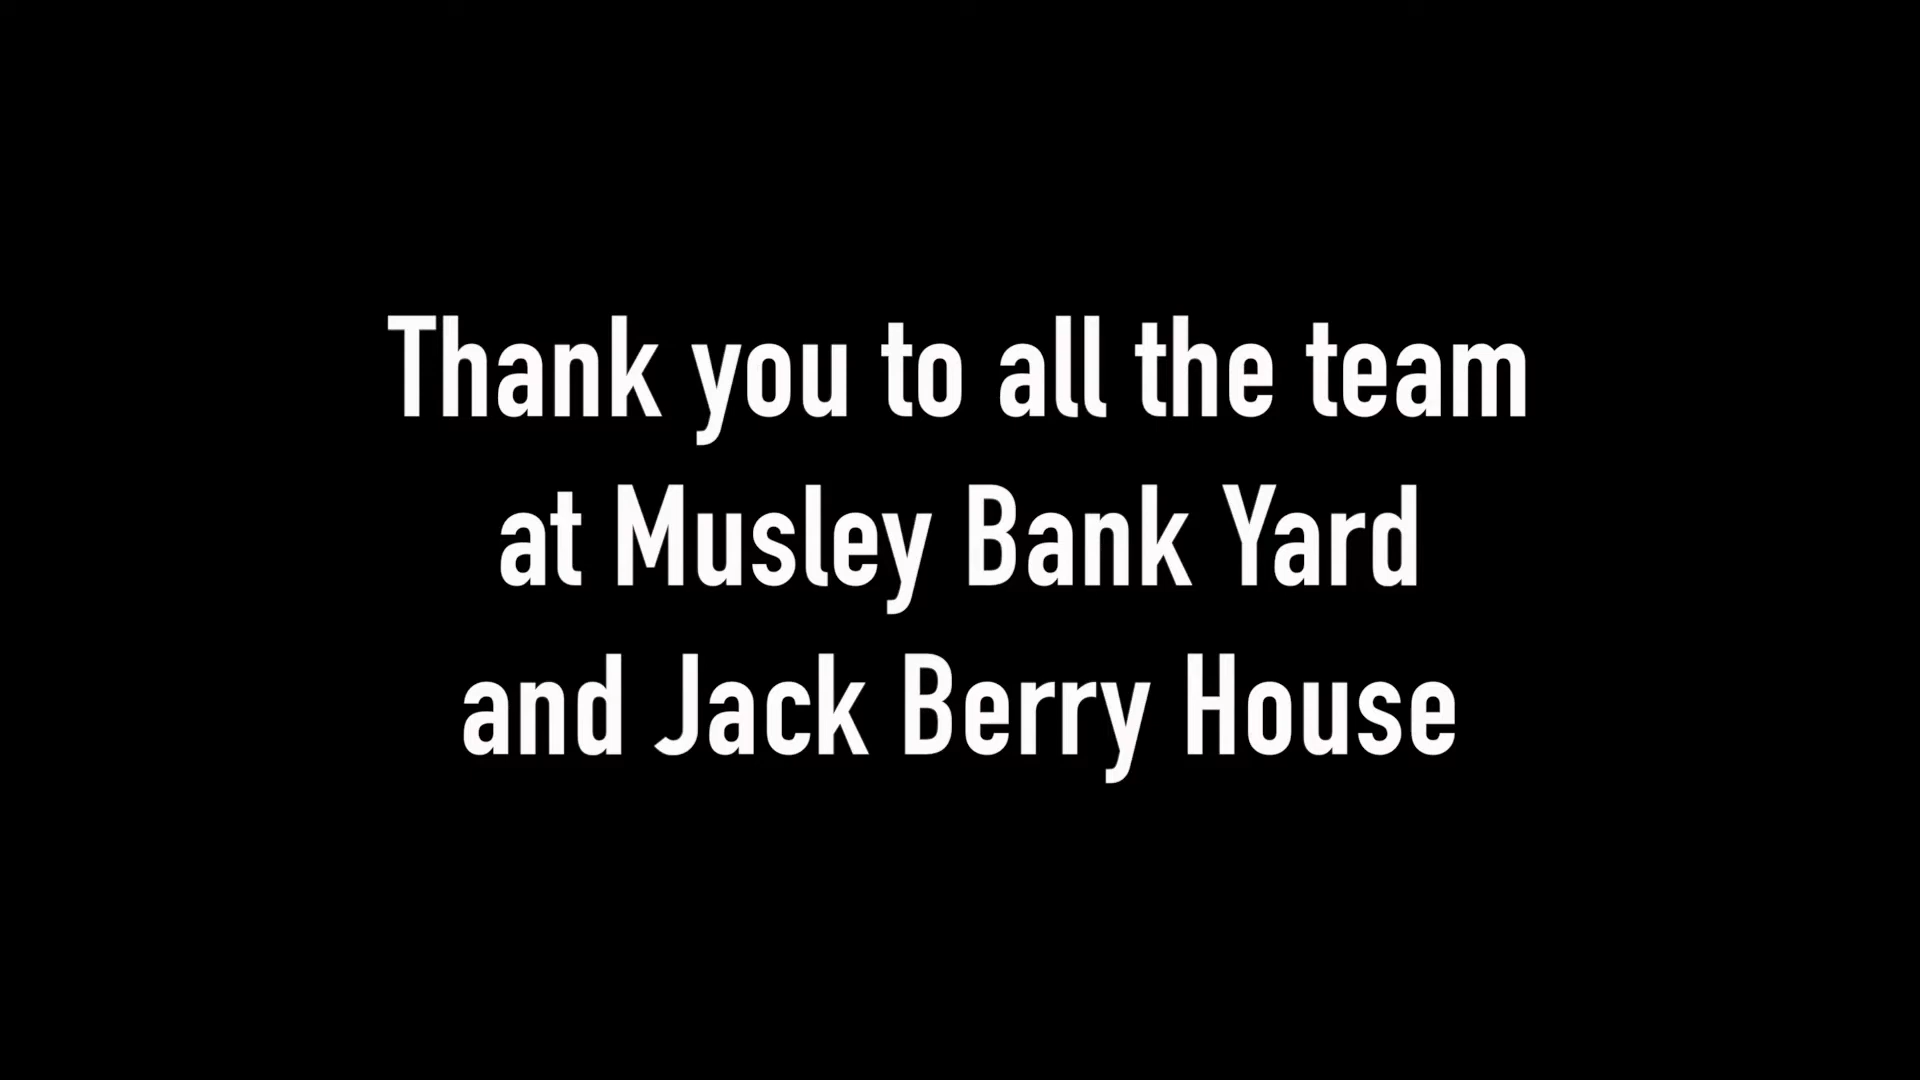 Thank you to all the team
at Musley Bank Yard
and Jack Berry House